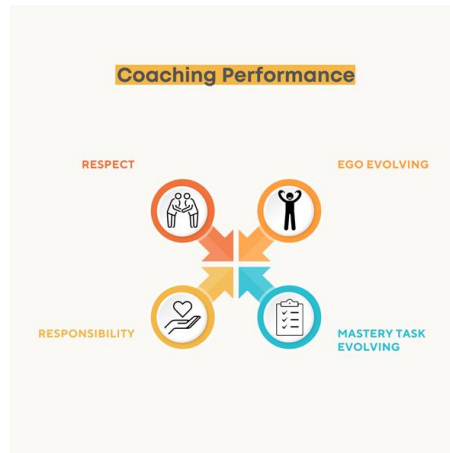 Coaching Performance
RESPECT
EGO EVOLVING
RESPONSIBILITY
MASTERY TASK
EVOLVING